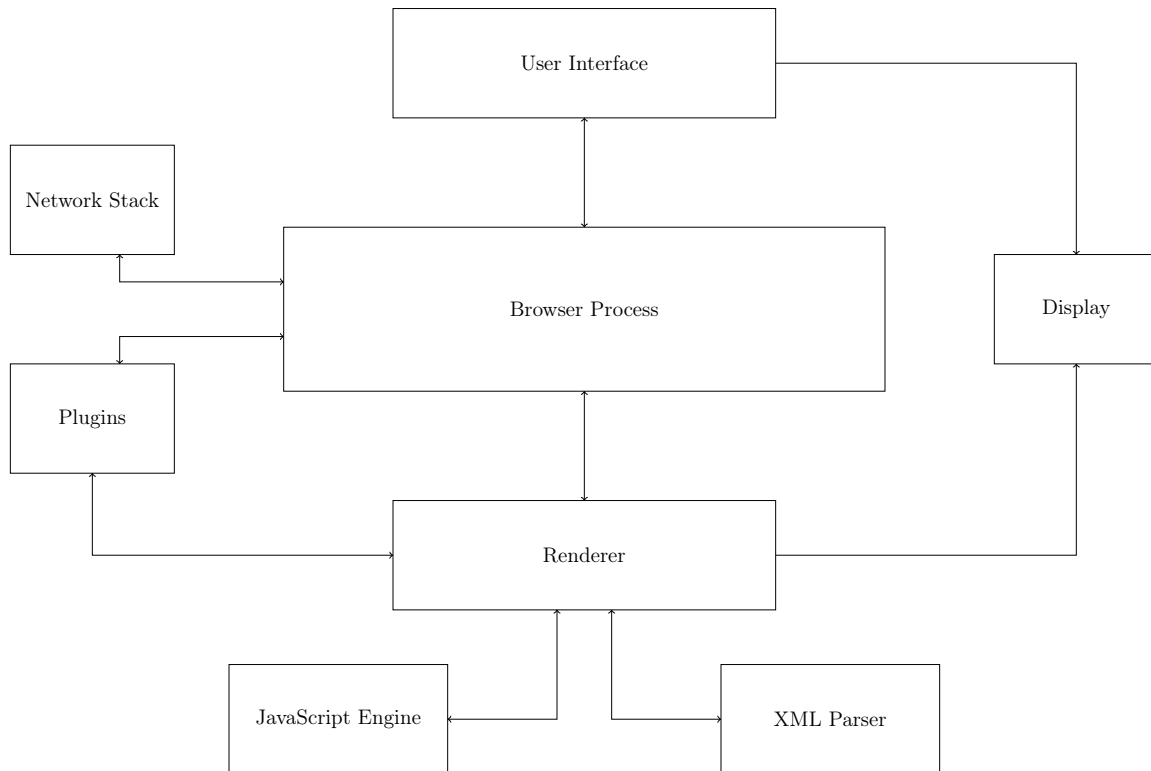 User Interface
Network Stack
Browser Process
Display
Plugins
Renderer
JavaScript Engine
XML Parser